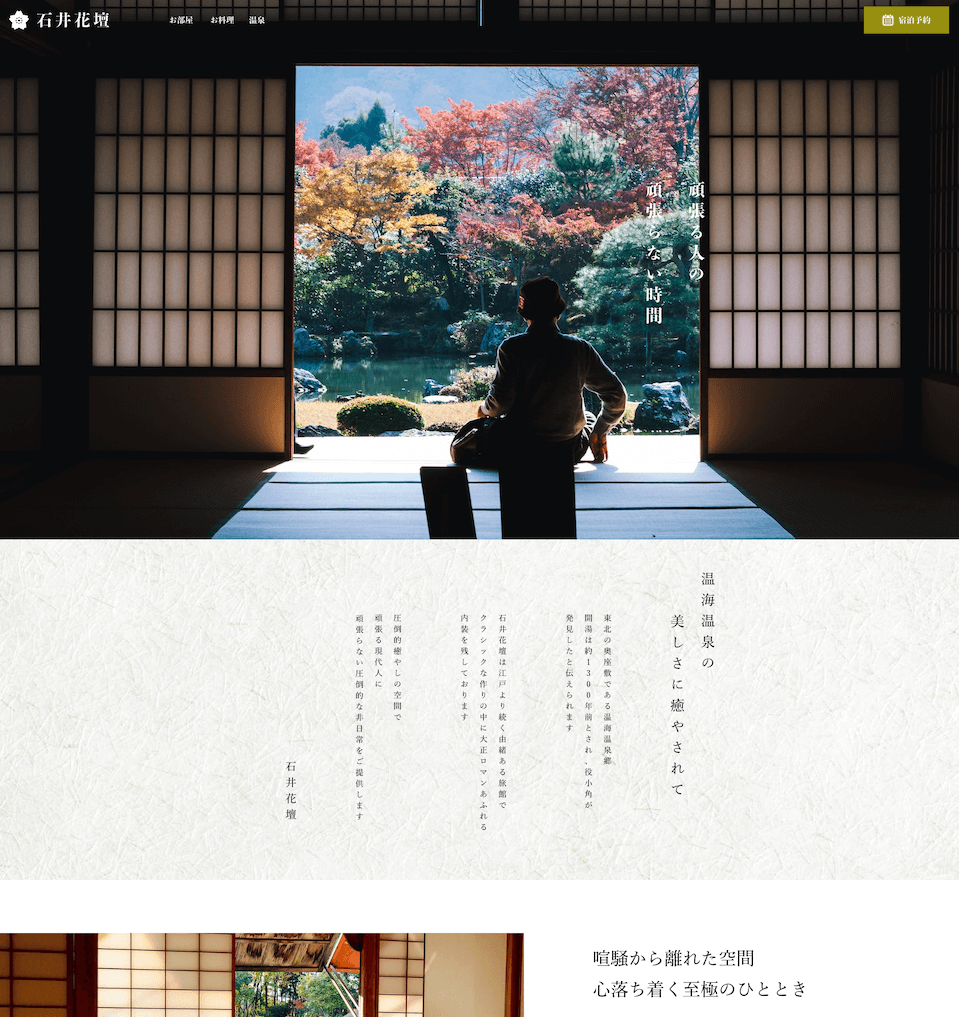 石井花壇
お部屋
お料理
温泉
宿泊予約
頑張る人の
頑張らない時間
温海温泉の
美しさに癒やされて
東北の奥座敷である温海温泉郷
開湯は約1300年前とされ、役小角が
発見したと伝えられます
石井花壇は江戸より続く由緒ある旅館で
クラシックな作りの中に大正ロマンあふれる
内装を残しております
圧倒的癒やしの空間で
頑張る現代人に
頑張らない圧倒的な非日常をご提供します
石井花壇
喧騒から離れた空間
心落ち着く至極のひととき